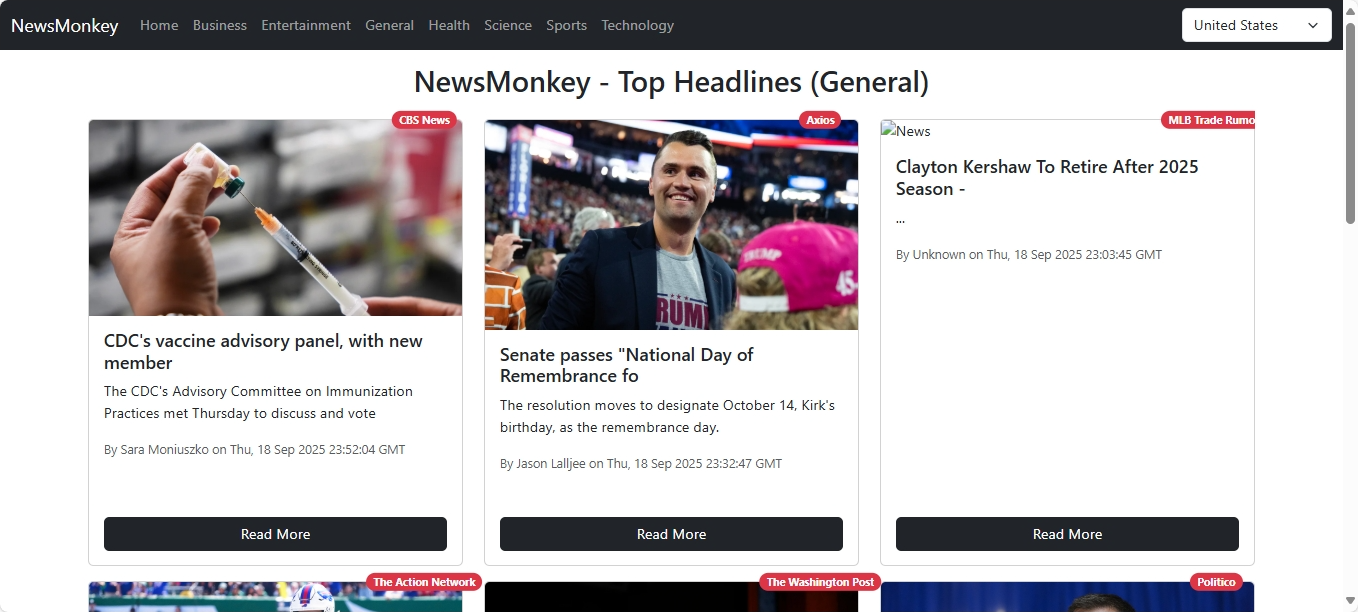 NewsMonkey Home Business Entertainment General Health Science Sports Technology United States
NewsMonkey - Top Headlines (General)
CBS News
CDC's vaccine advisory panel, with new
member
The CDC's Advisory Committee on Immunization
Practices met Thursday to discuss and vote
By Sara Moniuszko on Thu, 18 Sep 2025 23:52:04 GMT
Read More
Axios
TRUMP
45-
TRUM
Senate passes "National Day of
Remembrance fo
The resolution moves to designate October 14, Kirk's
birthday, as the remembrance day.
By Jason Lalljee on Thu, 18 Sep 2025 23:32:47 GMT
Read More
MLB Trade Rumo
News
Clayton Kershaw To Retire After 2025
Season -
...
By Unknown on Thu, 18 Sep 2025 23:03:45 GMT
Read More
The Action Network
The Washington Post
Politico